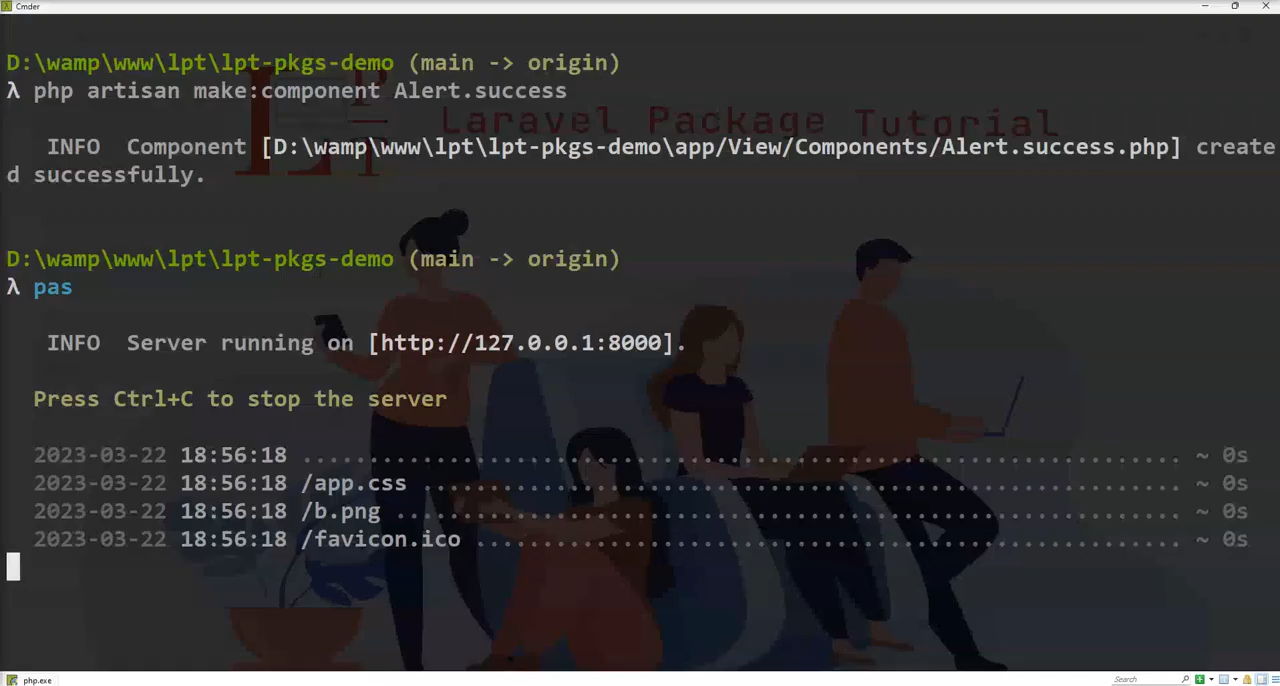 Cmder
D:\wamp\www\lpt\lpt-pkgs-demo (main -> origin)
λ php artisan make:component Alert.success
Laravel Package Tutorial
LPT
INFO Component [D:\wamp\www\lpt\lpt-pkgs-demo\app/View/Components/Alert.success.php] create
d successfully.
D:\wamp\www\lpt\lpt-pkgs-demo (main -> origin)
λ pas
INFO Server running on [http://127.0.0.1:8000].
Press Ctrl+C to stop the server
2023-03-22 18:56:18 ................................................................... ~ 0s
2023-03-22 18:56:18 /app.css ......................................................... ~ 0s
2023-03-22 18:56:18 /b.png ........................................................... ~ 0s
2023-03-22 18:56:18 /favicon.ico ..................................................... ~ 0s
php.exe
Search